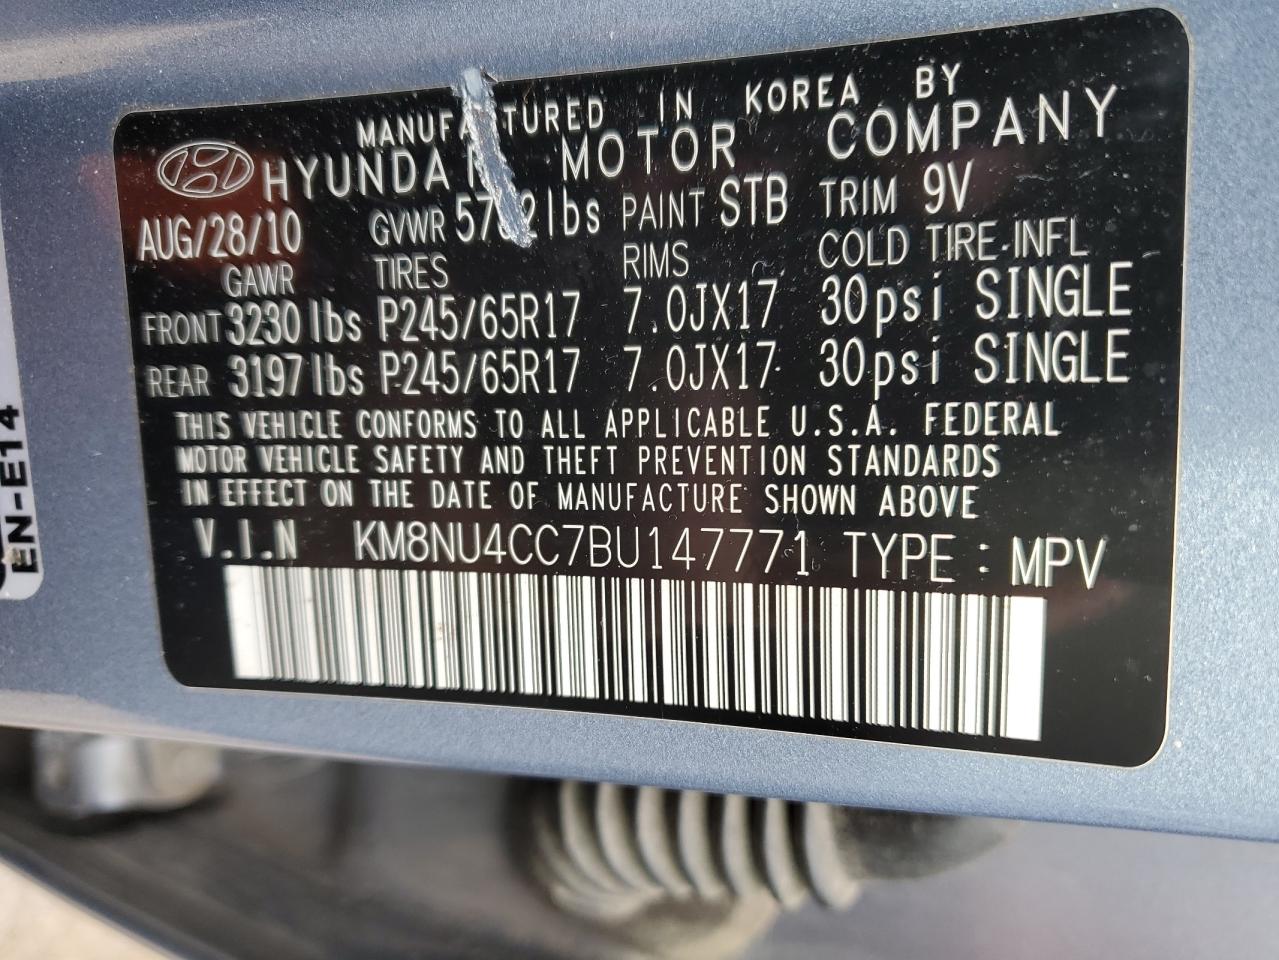 MANUFACTURED IN KOREA BY
HYUNDAI MOTOR COMPANY
AUG/28/10 GVWR lbs PAINT STB TRIM 9V
GAWR TIRES RIMS COLD TIRE-INFL
FRONT 3230 lbs P245/65R17 7.0JX17 30psi SINGLE
REAR 3197 lbs P245/65R17 7.0JX17 30psi SINGLE
THIS VEHICLE CONFORMS TO ALL APPLICABLE U.S.A. FEDERAL
MOTOR VEHICLE SAFETY AND THEFT PREVENTION STANDARDS
IN EFFECT ON THE DATE OF MANUFACTURE SHOWN ABOVE
V.I.N KM8NU4CC7BU147771 TYPE : MPV
EN-E14